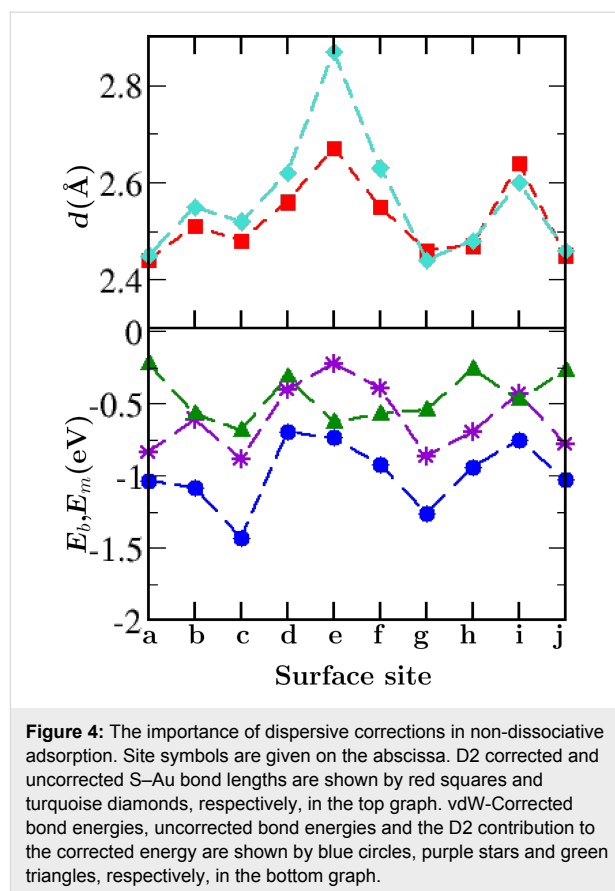 d(Å)
2.8
2.6
2.4
0
-0.5
-1
-1.5
-2
E_b,E_m(eV)
a b c d e f g h i j
Surface site
Figure 4: The importance of dispersive corrections in non-dissociative
adsorption. Site symbols are given on the abscissa. D2 corrected and
uncorrected S–Au bond lengths are shown by red squares and
turquoise diamonds, respectively, in the top graph. vdW-Corrected
bond energies, uncorrected bond energies and the D2 contribution to
the corrected energy are shown by blue circles, purple stars and green
triangles, respectively, in the bottom graph.